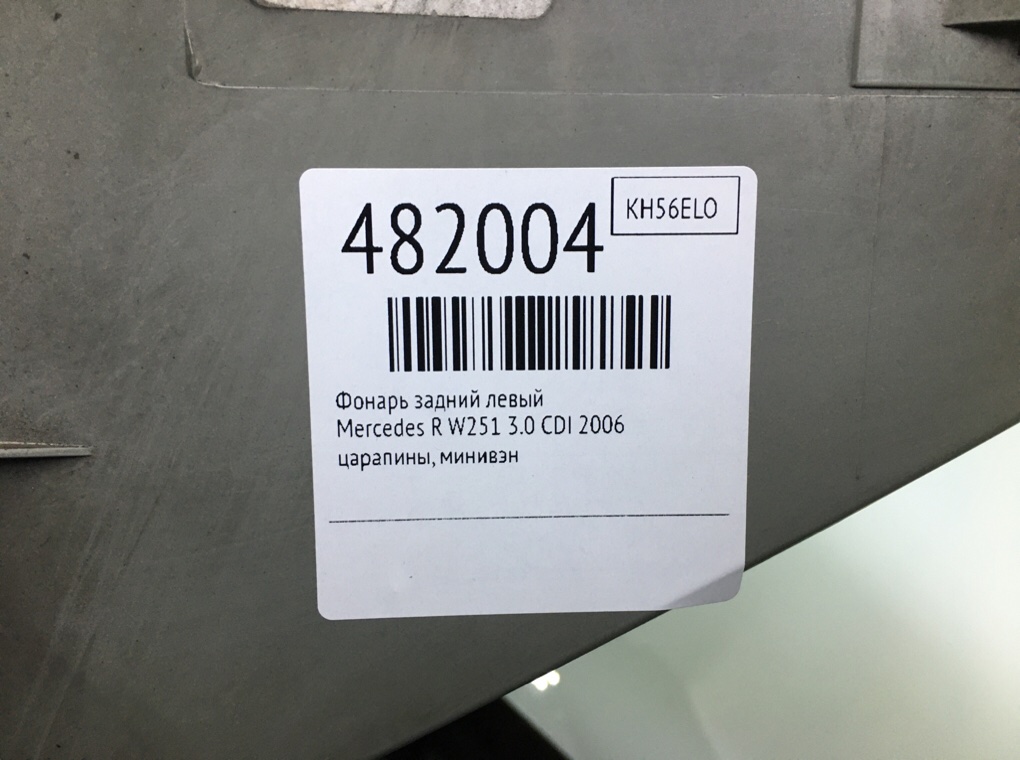 482004
KH56ELO
Фонарь задний левый
Mercedes R W251 3.0 CDI 2006
царапины, минивэн